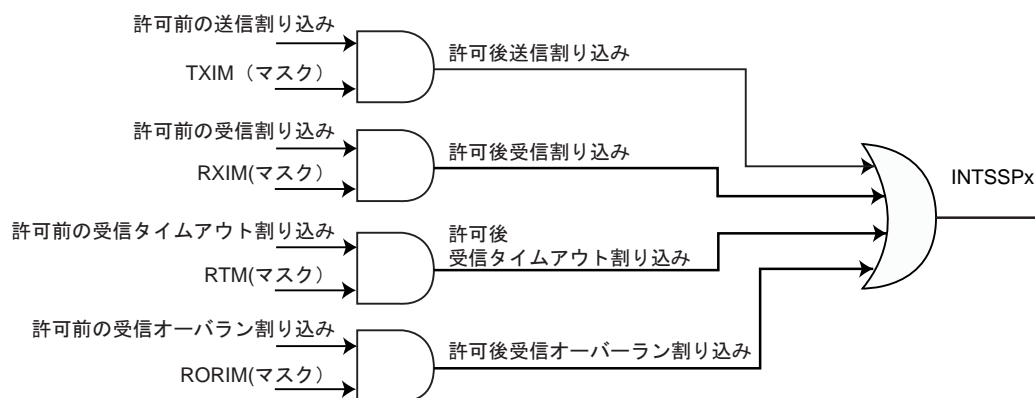 許可前の送信割り込み
TXIM（マスク）
許可後送信割り込み
許可前の受信割り込み
RXIM(マスク）
許可後受信割り込み
INTSSPx
許可前の受信タイムアウト割り込み
RTM(マスク）
許可後
受信タイムアウト割り込み
許可前の受信オーバラン割り込み
RORIM(マスク）
許可後受信オーバーラン割り込み